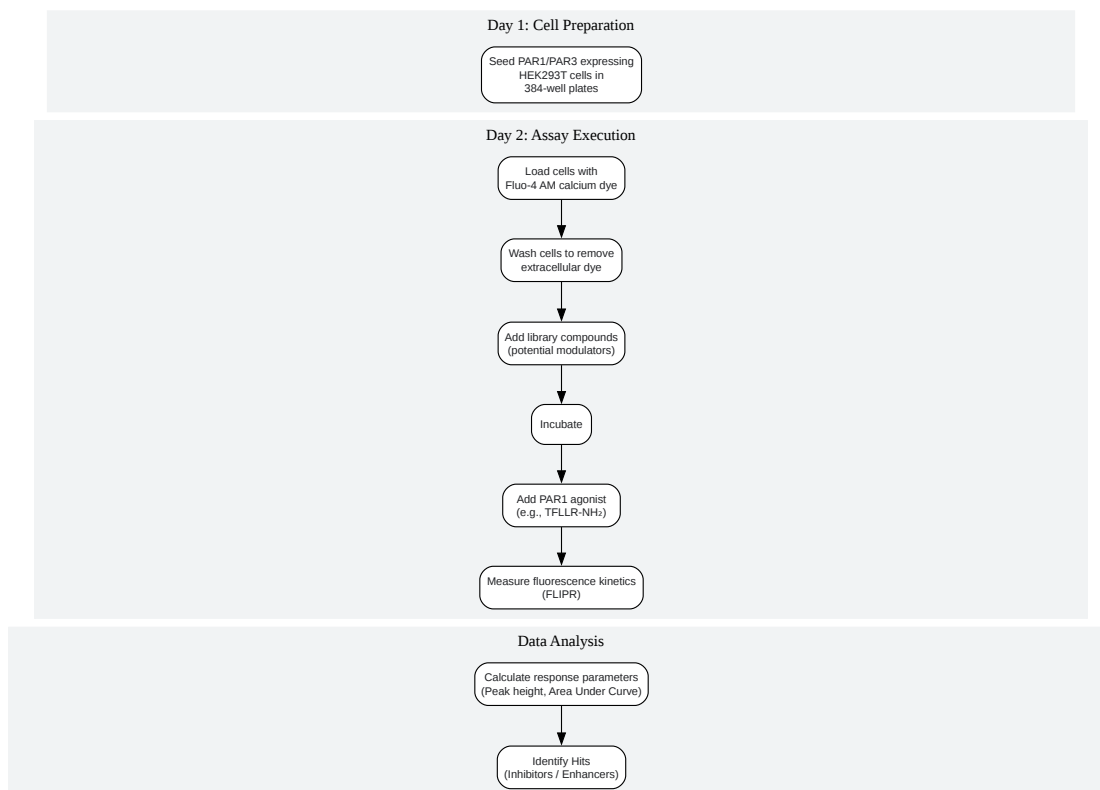 Day 1: Cell Preparation
Seed PAR1/PAR3 expressing
HEK293T cells in
384-well plates
Day 2: Assay Execution
Load cells with
Fluo-4 AM calcium dye
Wash cells to remove
extracellular dye
Add library compounds
(potential modulators)
Incubate
Add PAR1 agonist
(e.g., TFLLR-NH₂)
Measure fluorescence kinetics
(FLIPR)
Data Analysis
Calculate response parameters
(Peak height, Area Under Curve)
Identify Hits
(Inhibitors / Enhancers)